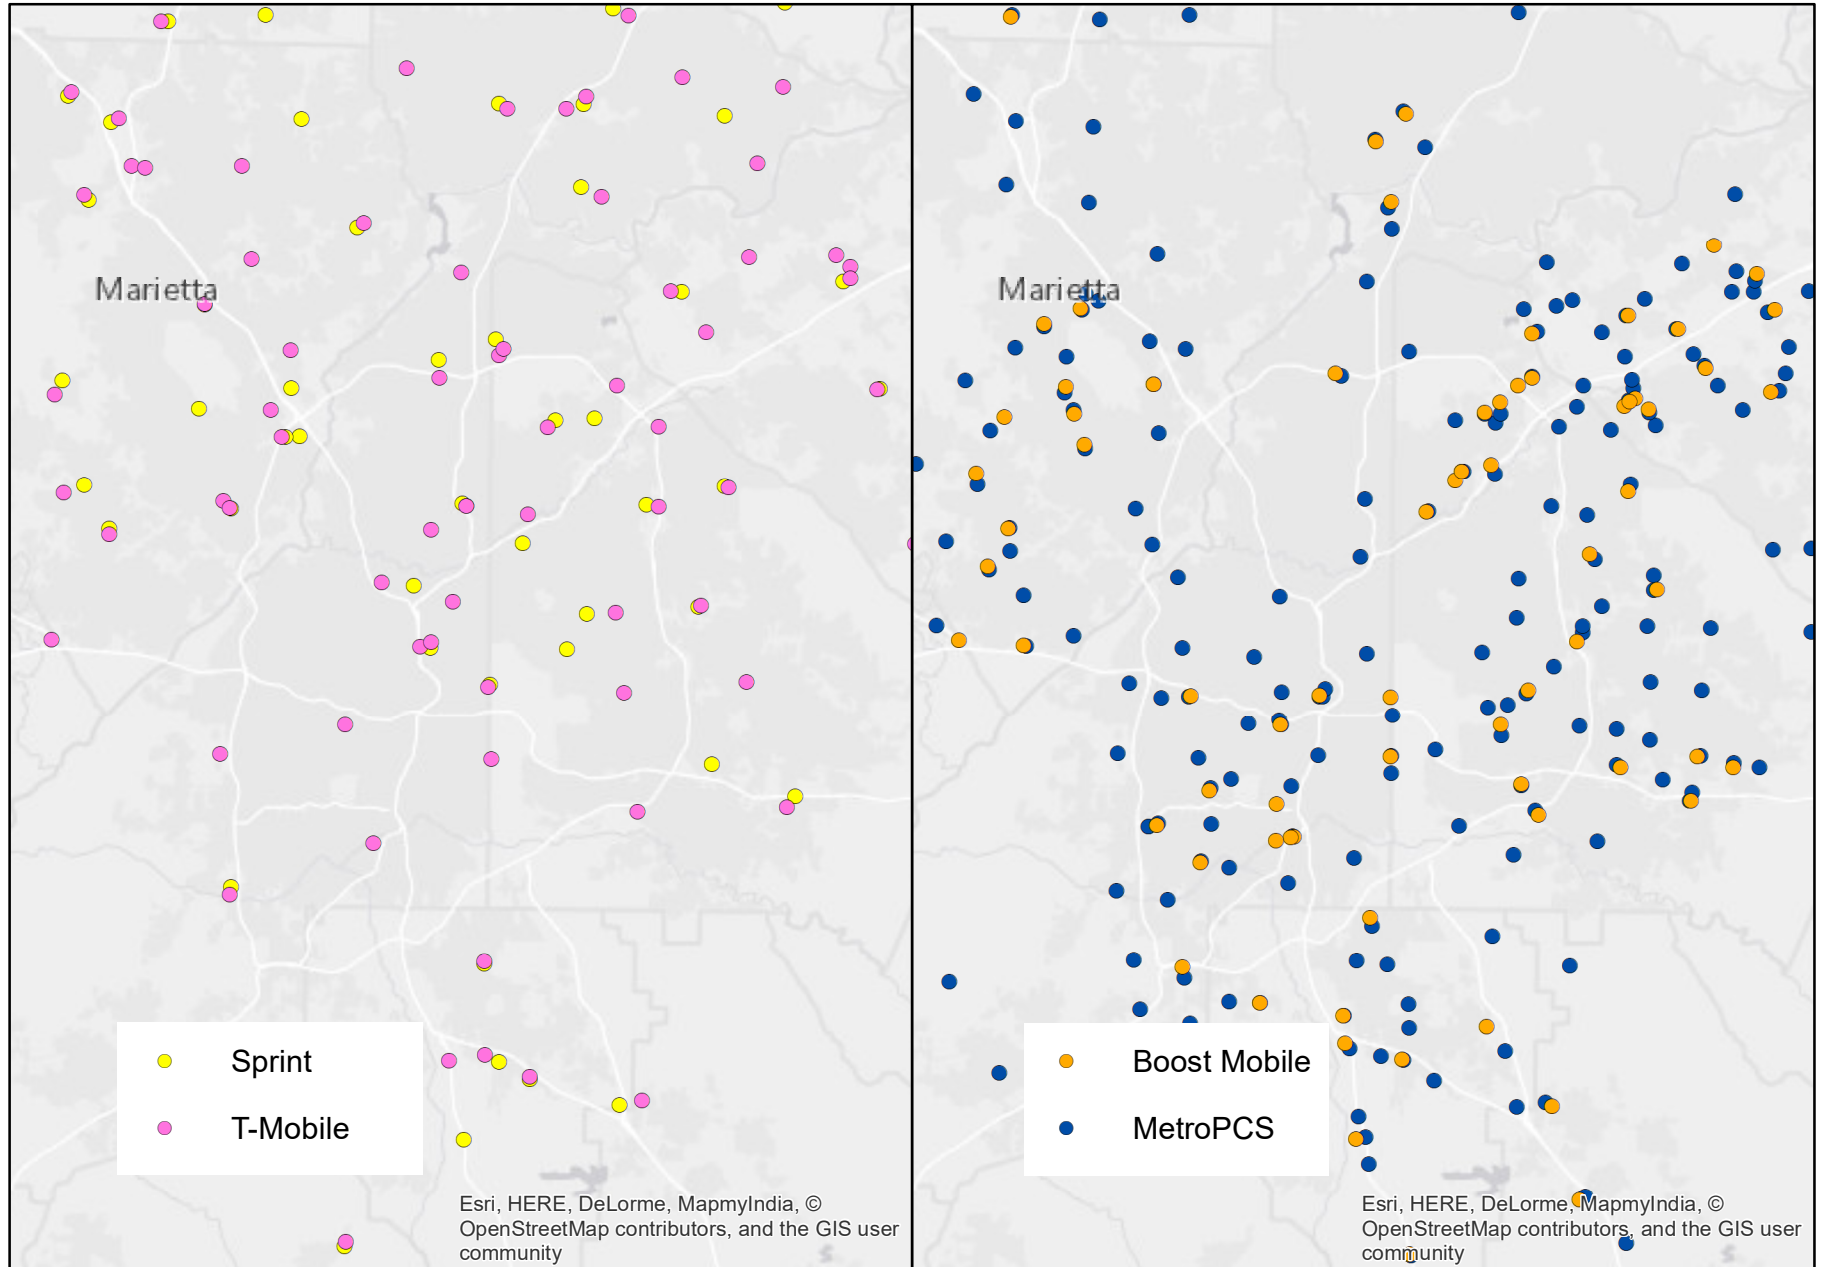 Marietta
Sprint
T-Mobile
Esri, HERE, DeLorme, MapmyIndia, ©
OpenStreetMap contributors, and the GIS user
community
Marietta
Boost Mobile
MetroPCS
Esri, HERE, DeLorme, MapmyIndia, ©
OpenStreetMap contributors, and the GIS user
community